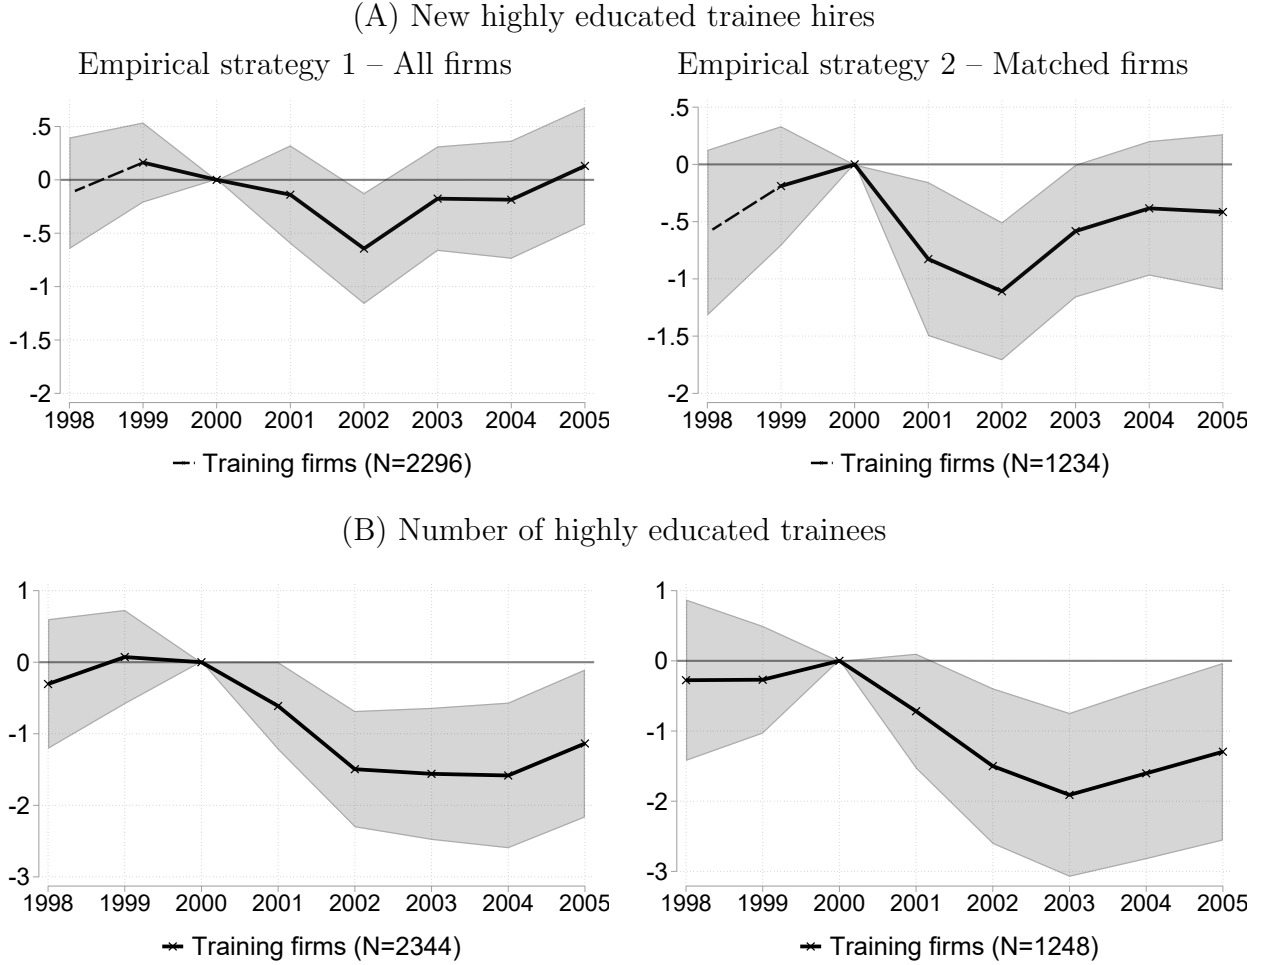 (A) New highly educated trainee hires
Empirical strategy 1 – All firms
Empirical strategy 2 – Matched firms
.5
0
-.5
-1
-1.5
-2
1998 1999 2000 2001 2002 2003 2004 2005
Training firms (N=2296)
.5
0
-.5
-1
-1.5
-2
1998 1999 2000 2001 2002 2003 2004 2005
Training firms (N=1234)
(B) Number of highly educated trainees
1
0
-1
-2
-3
1998 1999 2000 2001 2002 2003 2004 2005
Training firms (N=2344)
1
0
-1
-2
-3
1998 1999 2000 2001 2002 2003 2004 2005
Training firms (N=1248)